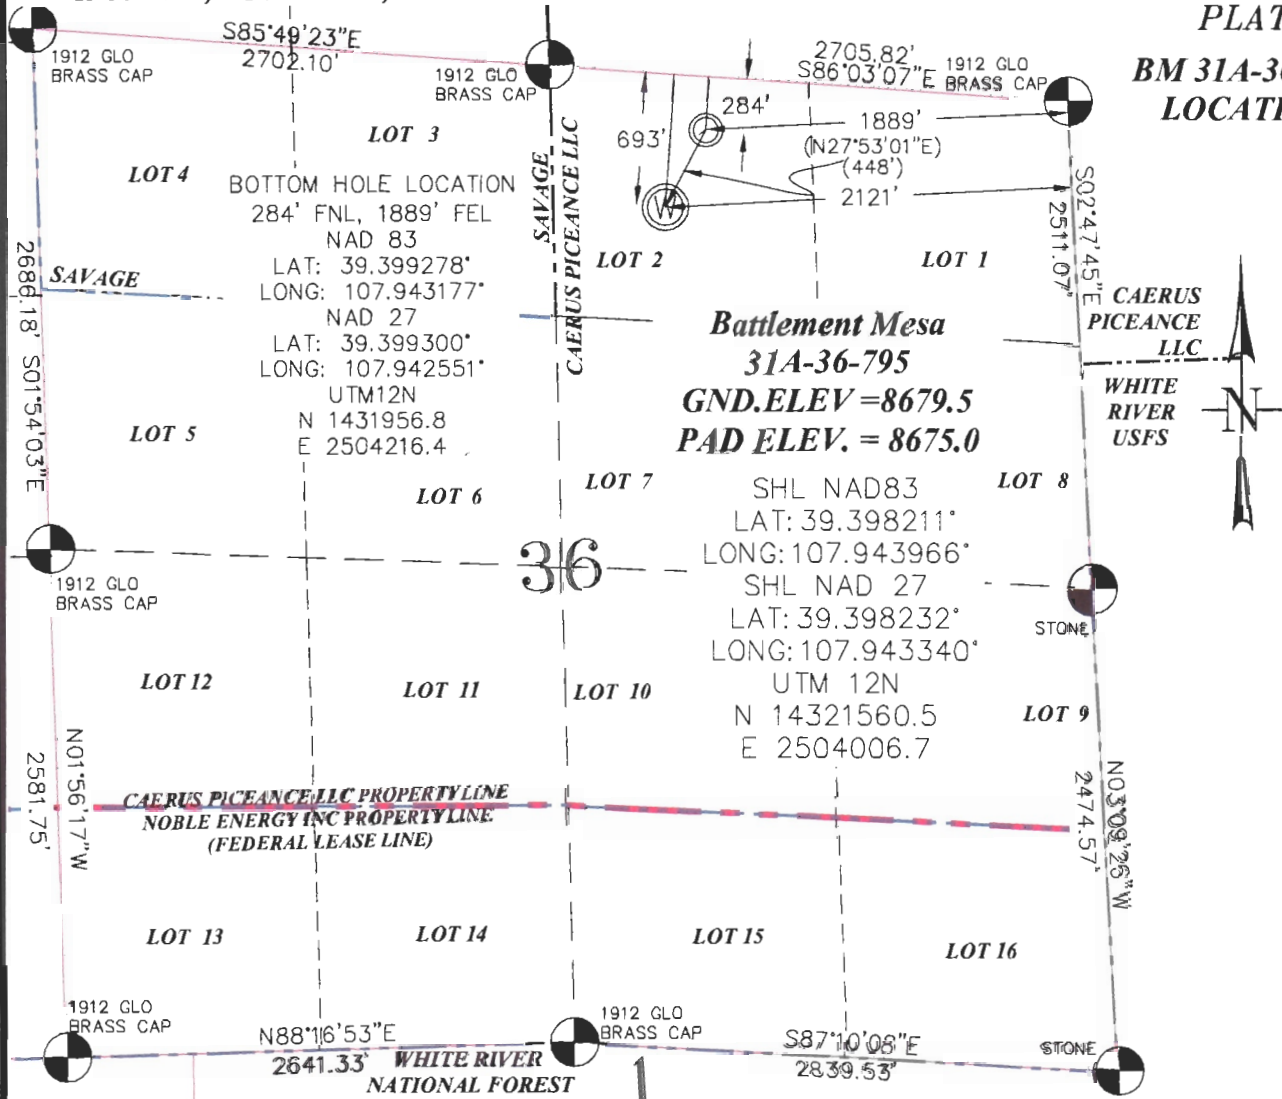 PLAT
BM 31A-36
LOCATI
S85°49'23"E
2702.10'
1912 GLO
BRASS CAP
1912 GLO
BRASS CAP
2705.82'
S86°03'07"E
1912 GLO
BRASS CAP
284'
693'
1889'
(N27°53'01"E)
(448')
2121'
W
LOT 3
LOT 4
BOTTOM HOLE LOCATION
284' FNL, 1889' FEL
NAD 83
LAT: 39.399278°
LONG: 107.943177°
NAD 27
LAT: 39.399300°
LONG: 107.942551°
UTM12N
N 1431956.8
E 2504216.4
SAVAGE
CAERUS PICEANCE LLC
LOT 2
LOT 1
S02°47'45"E
2511.07'
SAVAGE
2686.18' S01°54'03"E
CAERUS
PICEANCE
LLC
WHITE
RIVER
USFS
N
Battlement Mesa
31A-36-795
GND.ELEV =8679.5
PAD ELEV. = 8675.0
LOT 5
LOT 6
LOT 7
LOT 8
SHL NAD83
LAT: 39.398211°
LONG: 107.943966°
SHL NAD 27
LAT: 39.398232°
LONG: 107.943340°
UTM 12N
N 14321560.5
E 2504006.7
36
1912 GLO
BRASS CAP
STONE
LOT 12
LOT 11
LOT 10
LOT 9
N01°56'17"W
2581.75'
2474.57'
CAERUS PICEANCE LLC PROPERTY LINE
NOBLE ENERGY INC PROPERTY LINE
(FEDERAL LEASE LINE)
LOT 13
LOT 14
LOT 15
LOT 16
1912 GLO
BRASS CAP
N88°16'53"E
2641.33'
WHITE RIVER
NATIONAL FOREST
1912 GLO
BRASS CAP
1
S87°10'08"E
2839.53'
STONE